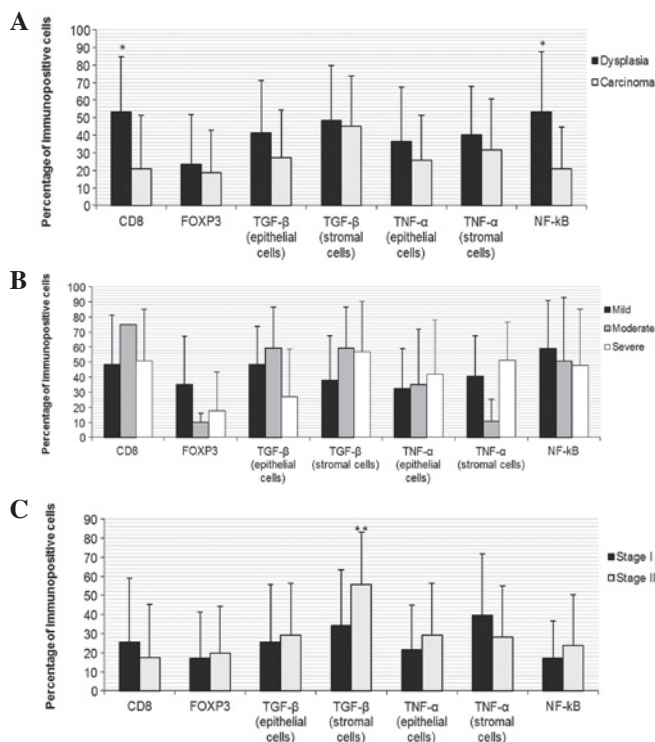 A
Percentage of Immunopositive cells
100
90
80
70
60
50
40
30
20
10
0
*
*
Dysplasia
Carcinoma
CD8 FOXP3 TGF-β TGF-β TNF-α TNF-α NF-kB
(epithelial (stromal (epithelial (stromal
cells) cells) cells) cells)
B
Percentage of Immunopositive cells
100
90
80
70
60
50
40
30
20
10
0
Mild
Moderate
Severe
CD8 FOXP3 TGF-β TGF-β TNF-α TNF-α NF-kB
(epithelial (stromal cells) (epithelial (stromal cells)
cells) cells)
C
Percentage of Immunopositive cells
90
80
70
60
50
40
30
20
10
0
**
Stage I
Stage II
CD8 FOXP3 TGF-β TGF-β TNF-α TNF-α NF-kB
(epithelial (stromal (epithelial (stromal
cells) cells) cells) cells)